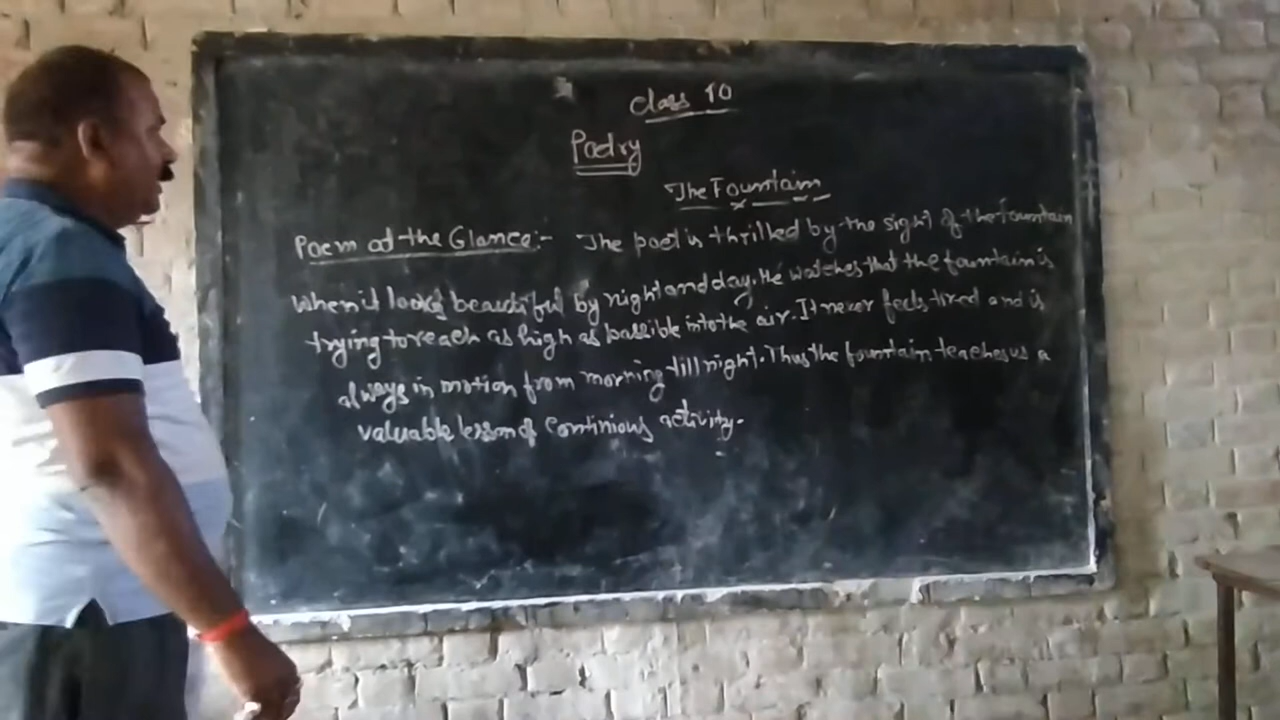 Class 10
Poetry
The Fountain
Poem at the Glance:- The poet is thrilled by the sight of the fountain
when it looks beautiful by night and day. He watches that the fountain is
trying to reach as high as possible into the air. It never feels tired and is
always in motion from morning till night. Thus the fountain teaches us a
valuable lesson of continious activity.